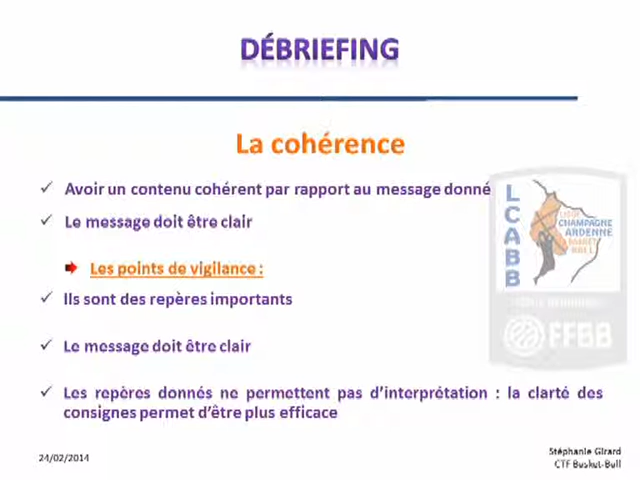 DÉBRIEFING
La cohérence
✓ Avoir un contenu cohérent par rapport au message donné
✓ Le message doit être clair
Les points de vigilance :
✓ Ils sont des repères importants
✓ Le message doit être clair
✓ Les repères donnés ne permettent pas d'interprétation : la clarté des
consignes permet d'être plus efficace
LCABB
LIGUE
CHAMPAGNE
ARDENNE
BASKET
BALL
FFBB
24/02/2014
Stéphanie Girard
CTF Basket-Ball